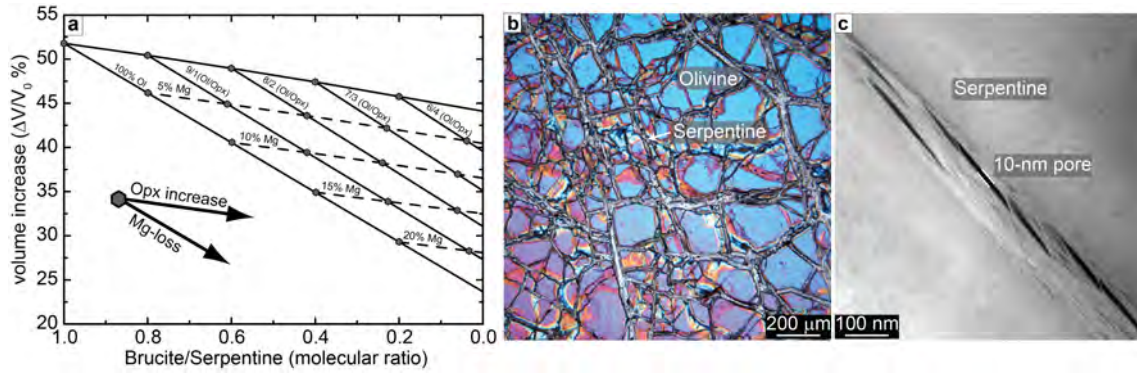 a
volume increase (ΔV/V0 %)
55
50
45
40
35
30
25
20
100% Ol
9/1(Ol/Opx)
8/2 (Ol/Opx)
7/3 (Ol/Opx)
6/4 (Ol/Opx)
5% Mg
10% Mg
15% Mg
20% Mg
Opx increase
Mg-loss
1.0 0.8 0.6 0.4 0.2 0.0
Brucite/Serpentine (molecular ratio)
b
Olivine
Serpentine
200 μm
c
Serpentine
10-nm pore
100 nm